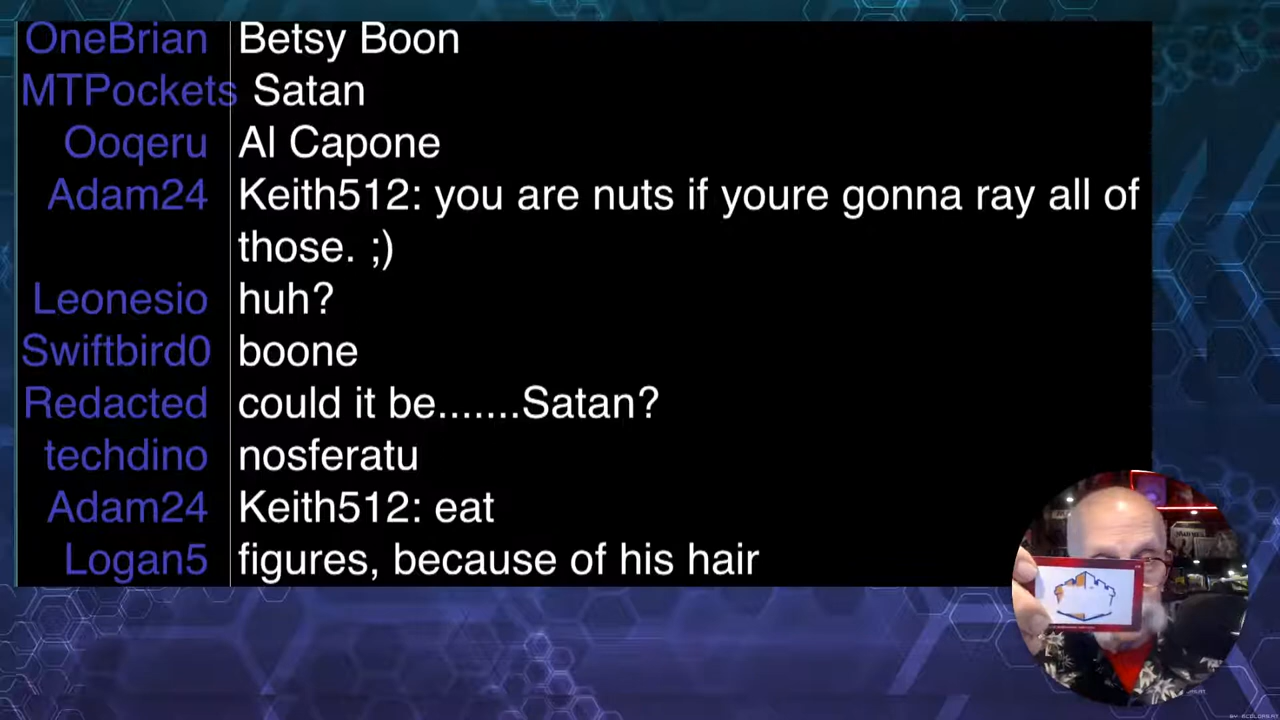 OneBrian Betsy Boon
MTPockets Satan
Ooqeru Al Capone
Adam24 Keith512: you are nuts if youre gonna ray all of
those. ;)
Leonesio huh?
Swiftbird0 boone
Redacted could it be.......Satan?
techdino nosferatu
Adam24 Keith512: eat
Logan5 figures, because of his hair